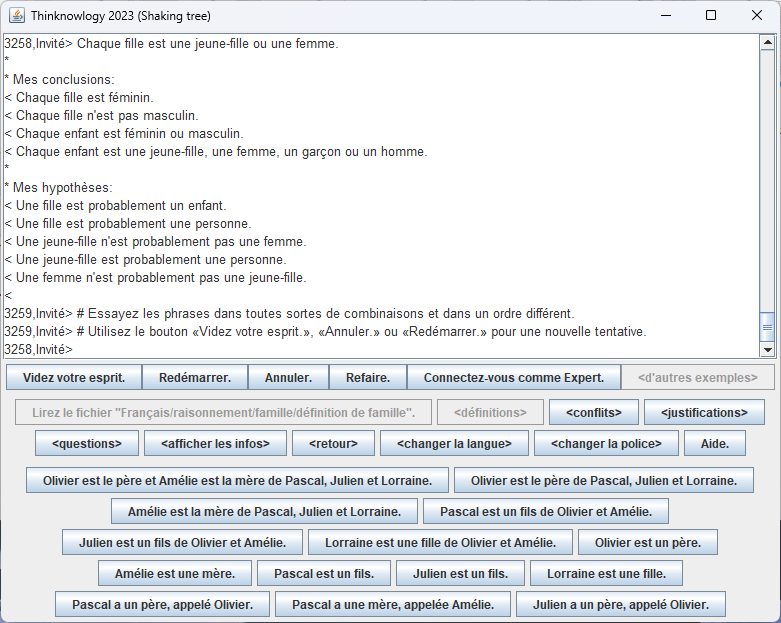 Thinknowlogy 2023 (Shaking tree)
3258,Invité> Chaque fille est une jeune-fille ou une femme.
*
* Mes conclusions:
< Chaque fille est féminin.
< Chaque fille n'est pas masculin.
< Chaque enfant est féminin ou masculin.
< Chaque enfant est une jeune-fille, une femme, un garçon ou un homme.
*
* Mes hypothèses:
< Une fille est probablement un enfant.
< Une fille est probablement une personne.
< Une jeune-fille n'est probablement pas une femme.
< Une jeune-fille est probablement une personne.
< Une femme n'est probablement pas une jeune-fille.
<
3259,Invité> # Essayez les phrases dans toutes sortes de combinaisons et dans un ordre différent.
3259,Invité> # Utilisez le bouton «Videz votre esprit.», «Annuler.» ou «Redémarrer.» pour une nouvelle tentative.
3258,Invité>
Videz votre esprit. Redémarrer. Annuler. Refaire. Connectez-vous comme Expert. <d'autres exemples>
Lirez le fichier "Français/raisonnement/famille/définition de famille". <définitions> <conflits> <justifications>
<questions> <afficher les infos> <retour> <changer la langue> <changer la police> Aide.
Olivier est le père et Amélie est la mère de Pascal, Julien et Lorraine. Olivier est le père de Pascal, Julien et Lorraine.
Amélie est la mère de Pascal, Julien et Lorraine. Pascal est un fils de Olivier et Amélie.
Julien est un fils de Olivier et Amélie. Lorraine est une fille de Olivier et Amélie. Olivier est un père.
Amélie est une mère. Pascal est un fils. Julien est un fils. Lorraine est une fille.
Pascal a un père, appelé Olivier. Pascal a une mère, appelée Amélie. Julien a un père, appelé Olivier.